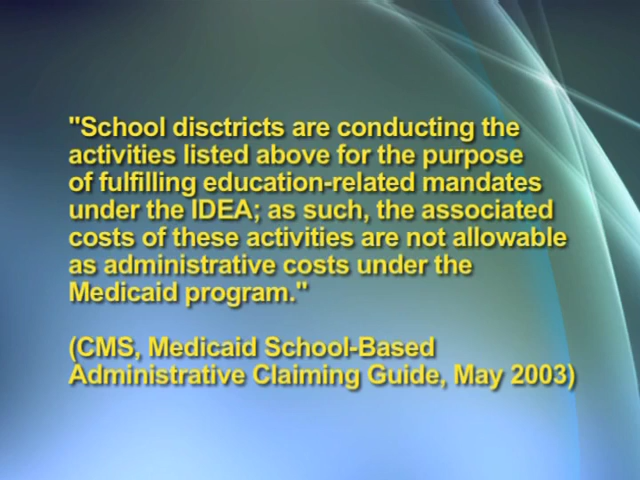 "School disctricts are conducting the
activities listed above for the purpose
of fulfilling education-related mandates
under the IDEA; as such, the associated
costs of these activities are not allowable
as administrative costs under the
Medicaid program."
(CMS, Medicaid School-Based
Administrative Claiming Guide, May 2003)